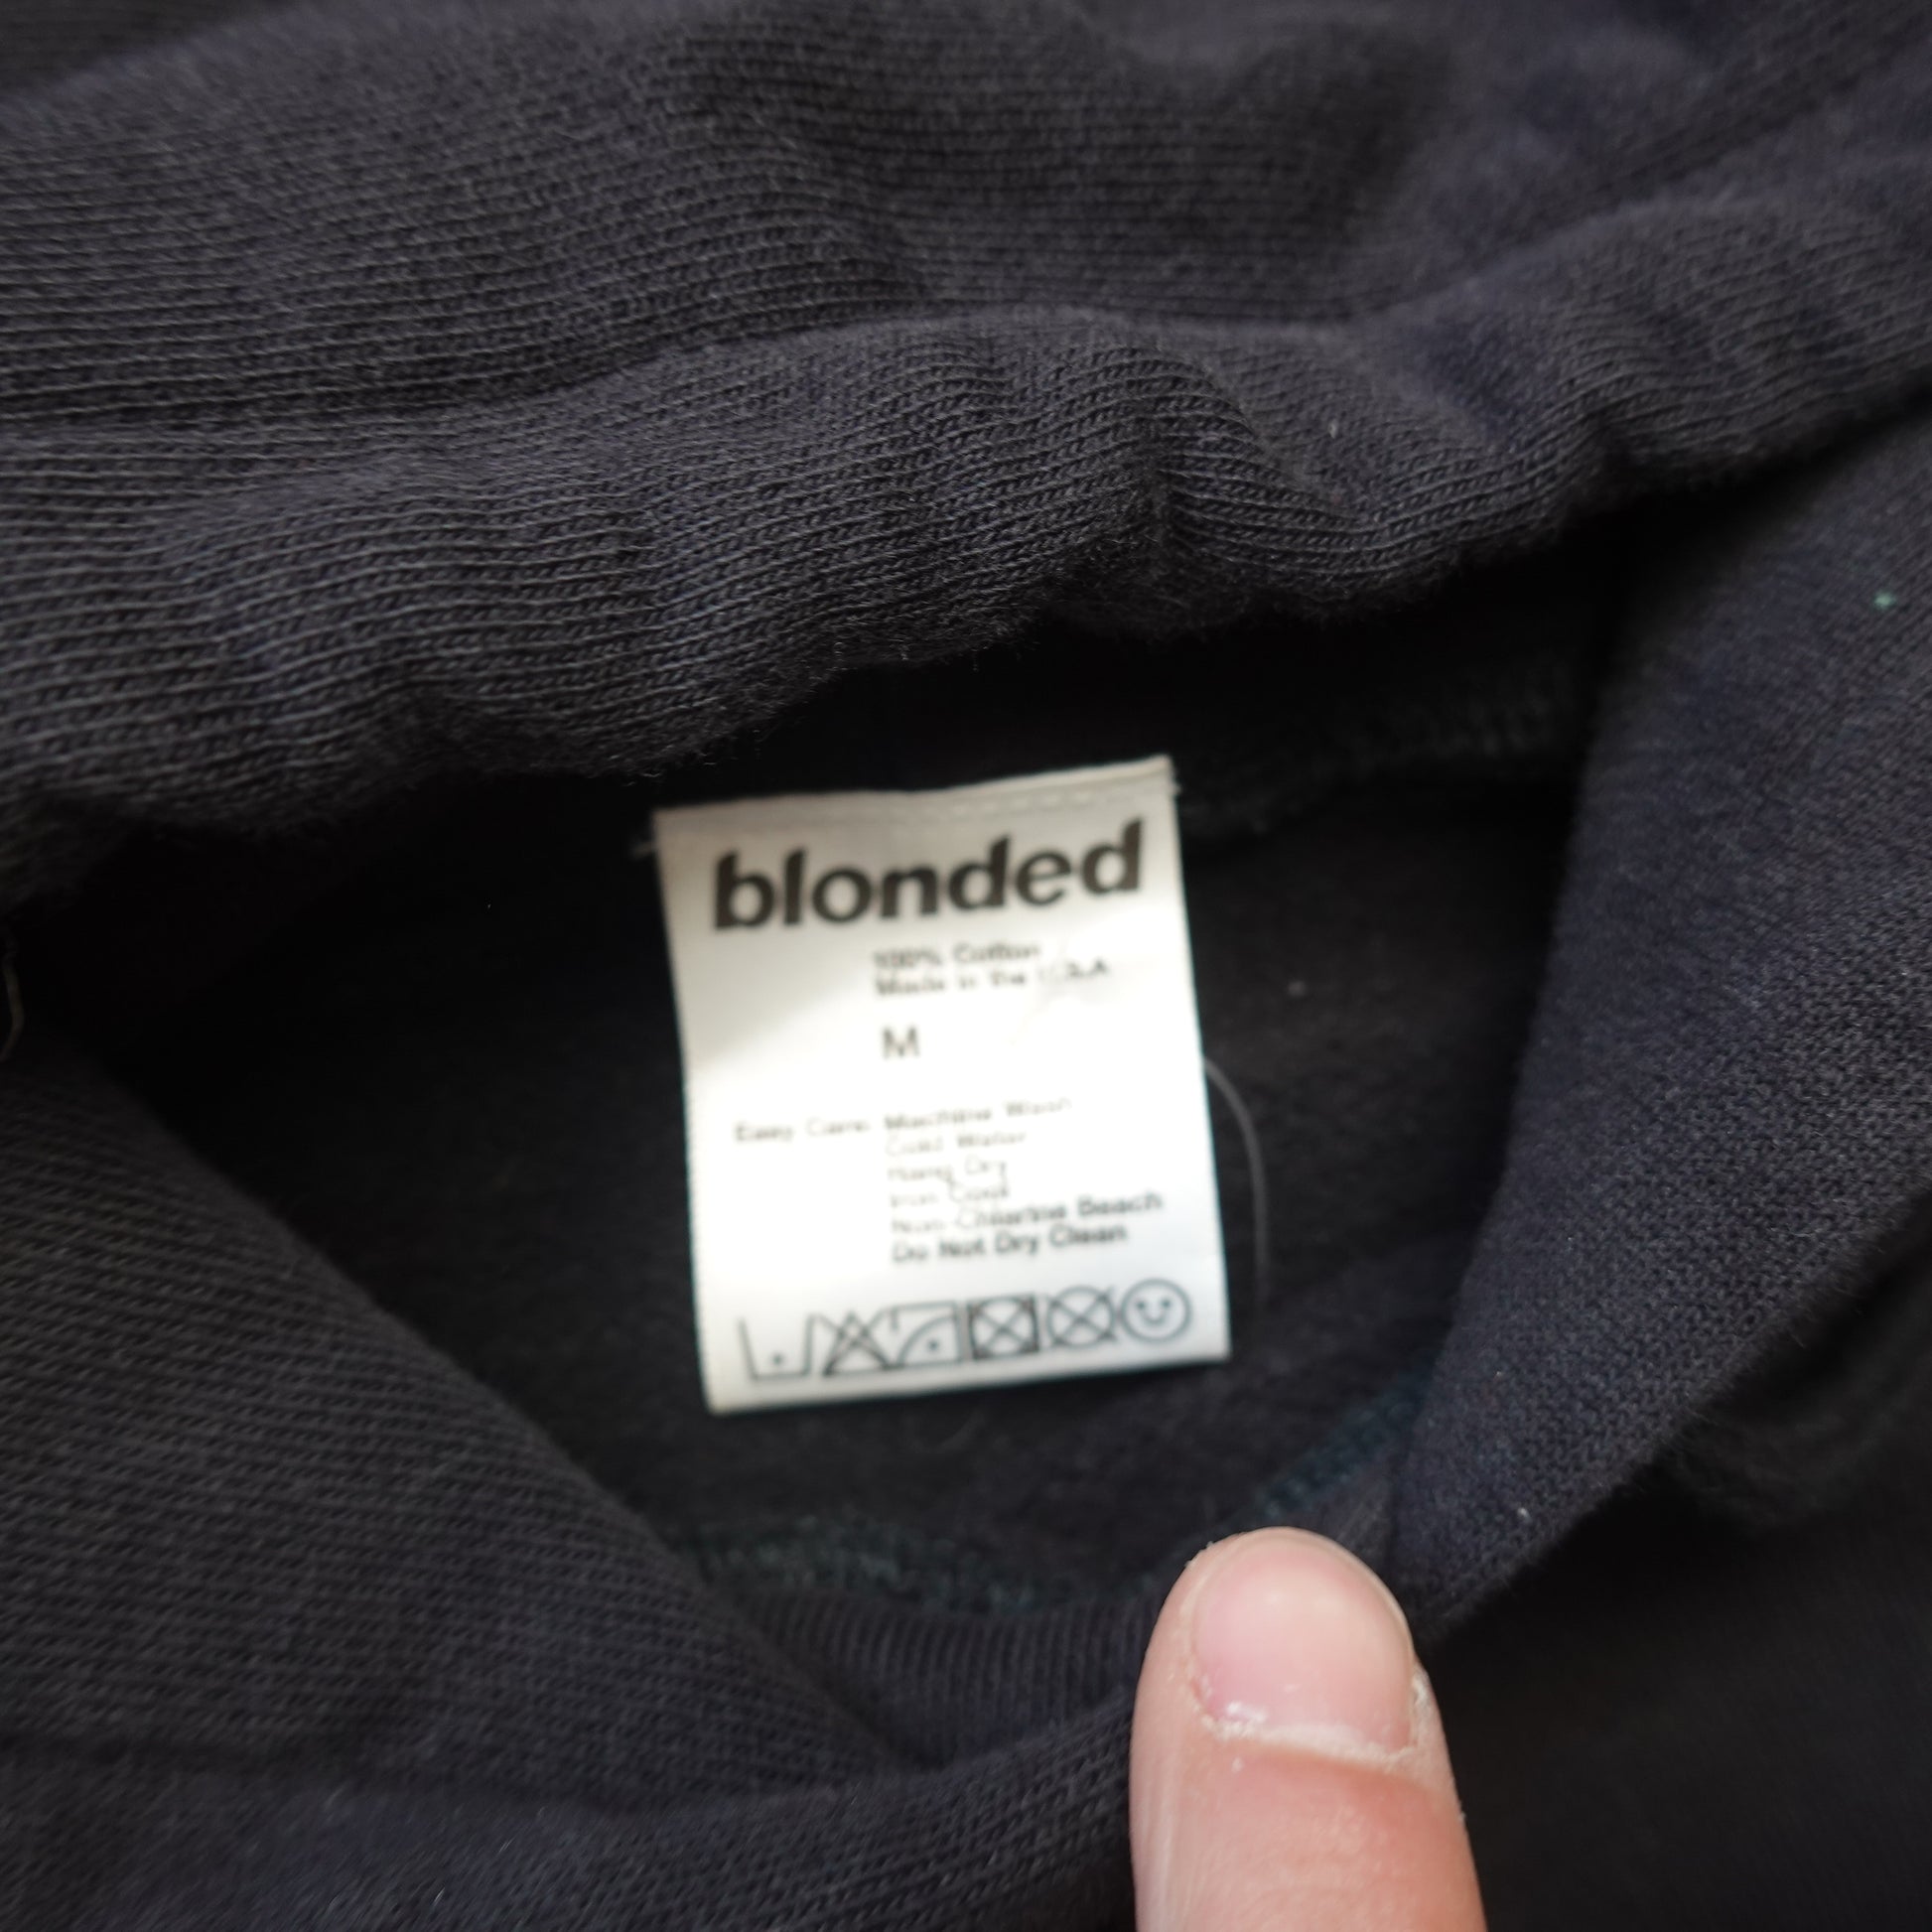 blonded
100% Cotton
Made in the USA
M
Easy Care: Machine Wash
Cold Water
Hang Dry
Iron Cool
Non-Chlorine Beach
Do Not Dry Clean